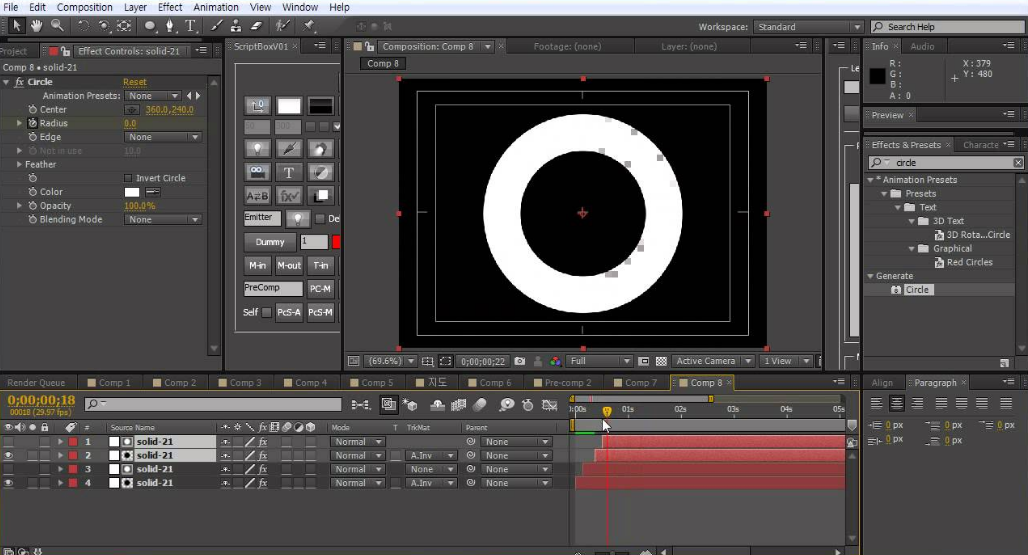 File Edit Composition Layer Effect Animation View Window Help
Workspace: Standard Search Help
Project Effect Controls: solid-21
Comp 8 • solid-21
fx Circle Reset
Animation Presets: None
Center 360.0,240.0
Radius 0.0
Edge None
Not in use 10.0
Feather
Invert Circle
Color
Opacity 100.0%
Blending Mode None
ScriptBoxV01
A⇄B fx✓
Emitter De
Dummy 1
M-in M-out T-in
PreComp PC-M
Self PcS-A PcS-M
Composition: Comp 8 Footage: (none) Layer: (none)
Comp 8
(69.6%) 0;00;00;22 Full Active Camera 1 View
Info Audio
R : X : 379
G : Y : 480
B :
A : 0
Preview
Effects & Presets Characte
circle
* Animation Presets
Presets
Text
3D Text
3D Rota...Circle
Graphical
Red Circles
Generate
Circle
Render Queue Comp 1 Comp 2 Comp 3 Comp 4 Comp 5 지도 Comp 6 Pre-comp 2 Comp 7 Comp 8
0;00;00;18
00018 (29.97 fps)
:00s 01s 02s 03s 04s 05s
# Source Name fx Mode T TrkMat Parent
1 solid-21 fx Normal None
2 solid-21 fx Normal A.Inv None
3 solid-21 fx Normal None None
4 solid-21 fx Normal A.Inv None
Align Paragraph
0 px 0 px 0 px
0 px 0 px